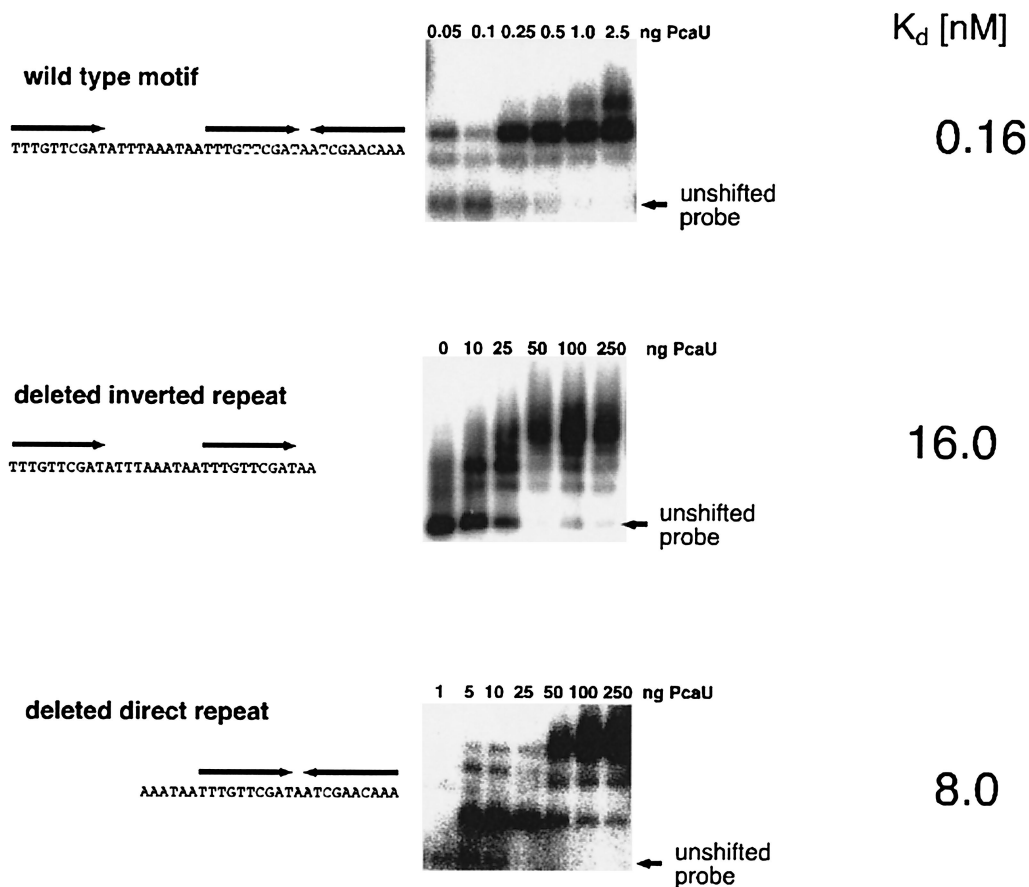 K_d [nM]
0.05 0.1 0.25 0.5 1.0 2.5 ng PcaU
wild type motif
TTTGTTCGATATTTAAATAATTTGTTCGATAATCGAACAAA
0.16
unshifted
probe
0 10 25 50 100 250 ng PcaU
deleted inverted repeat
TTTGTTCGATATTTAAATAATTTGTTCGATAA
16.0
unshifted
probe
1 5 10 25 50 100 250 ng PcaU
deleted direct repeat
AAATAATTTGTTCGATAATCGAACAAA
8.0
unshifted
probe